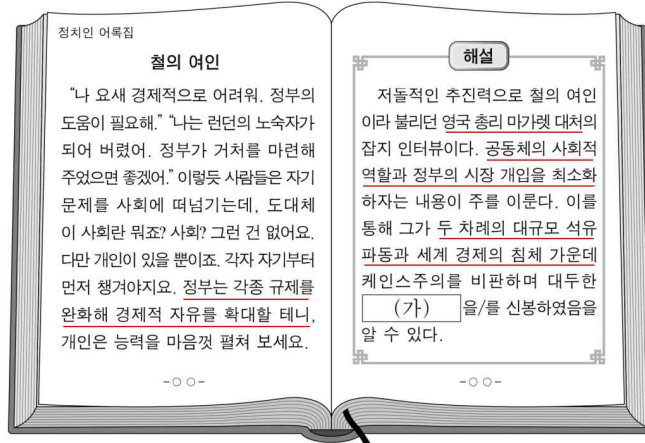 정치인 어록집
철의 여인
“나 요새 경제적으로 어려워. 정부의
도움이 필요해.” “나는 런던의 노숙자가
되어 버렸어. 정부가 거처를 마련해
주었으면 좋겠어.” 이렇듯 사람들은 자기
문제를 사회에 떠넘기는데, 도대체
이 사회란 뭐죠? 사회? 그런 건 없어요.
다만 개인이 있을 뿐이죠. 각자 자기부터
먼저 챙겨야지요. 정부는 각종 규제를
완화해 경제적 자유를 확대할 테니,
개인은 능력을 마음껏 펼쳐 보세요.
-○○-
해설
저돌적인 추진력으로 철의 여인
이라 불리던 영국 총리 마가렛 대처의
잡지 인터뷰이다. 공동체의 사회적
역할과 정부의 시장 개입을 최소화
하자는 내용이 주를 이룬다. 이를
통해 그가 두 차례의 대규모 석유
파동과 세계 경제의 침체 가운데
케인스주의를 비판하며 대두한
(가) 을/를 신봉하였음을
알 수 있다.
-○○-